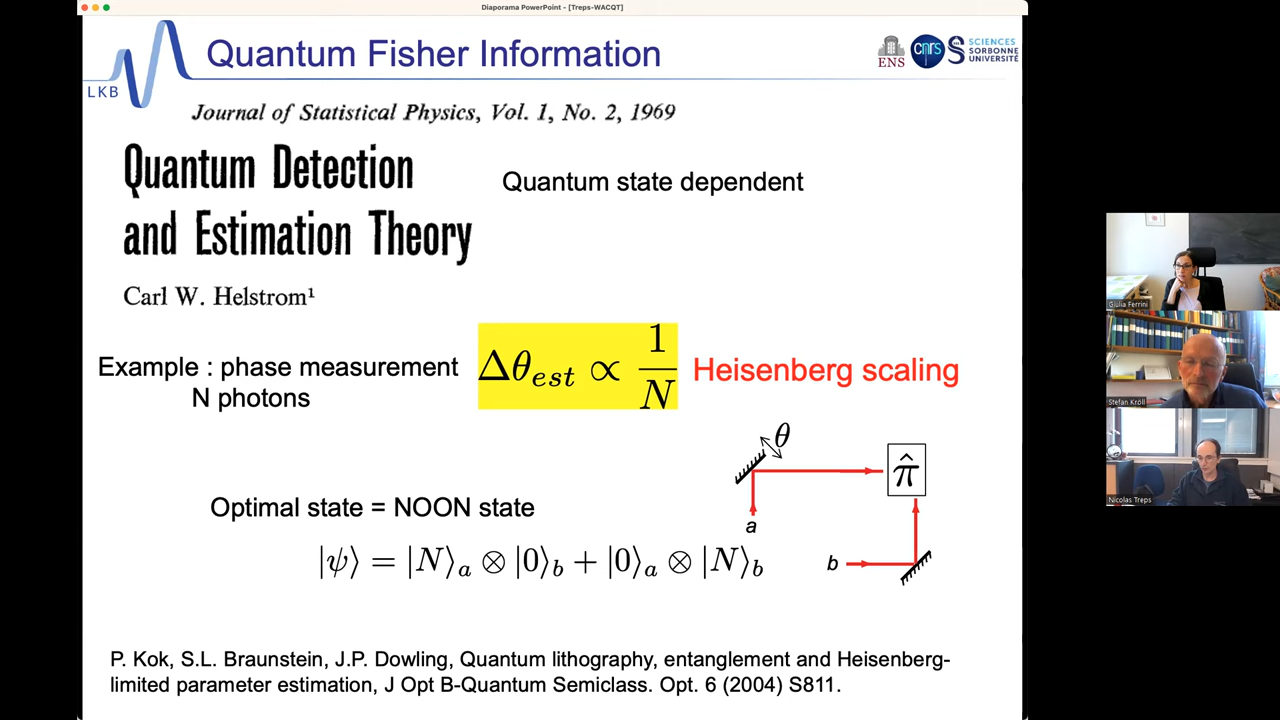 Diaporama PowerPoint - [Treps-WACQT]
Quantum Fisher Information
LKB
ENS
cnrs
SCIENCES
SORBONNE
UNIVERSITÉ
Journal of Statistical Physics, Vol. 1, No. 2, 1969
Quantum Detection
and Estimation Theory
Quantum state dependent
Carl W. Helstrom¹
Example : phase measurement
N photons
Δθ_est ∝ 1/N
Heisenberg scaling
θ
π̂
a
b
Optimal state = NOON state
|ψ⟩ = |N⟩_a ⊗ |0⟩_b + |0⟩_a ⊗ |N⟩_b
P. Kok, S.L. Braunstein, J.P. Dowling, Quantum lithography, entanglement and Heisenberg-
limited parameter estimation, J Opt B-Quantum Semiclass. Opt. 6 (2004) S811.
Giulia Ferrini
Stefan Kröll
Nicolas Treps